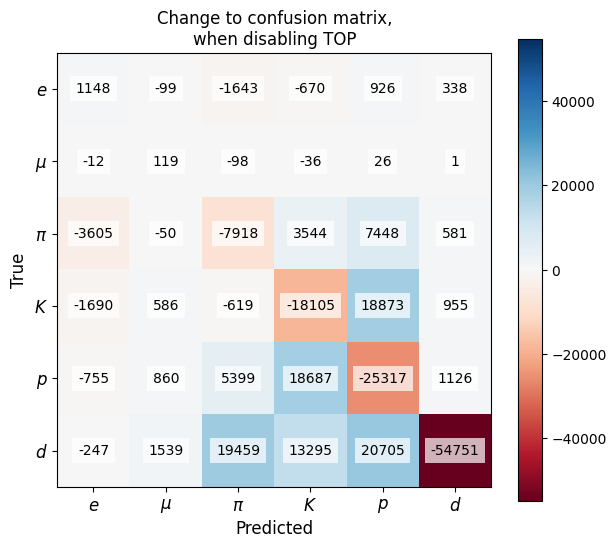 Change to confusion matrix,
when disabling TOP
e 1148 -99 -1643 -670 926 338
μ -12 119 -98 -36 26 1
π -3605 -50 -7918 3544 7448 581
K -1690 586 -619 -18105 18873 955
p -755 860 5399 18687 -25317 1126
d -247 1539 19459 13295 20705 -54751
e μ π K p d
Predicted
True
40000
20000
0
-20000
-40000